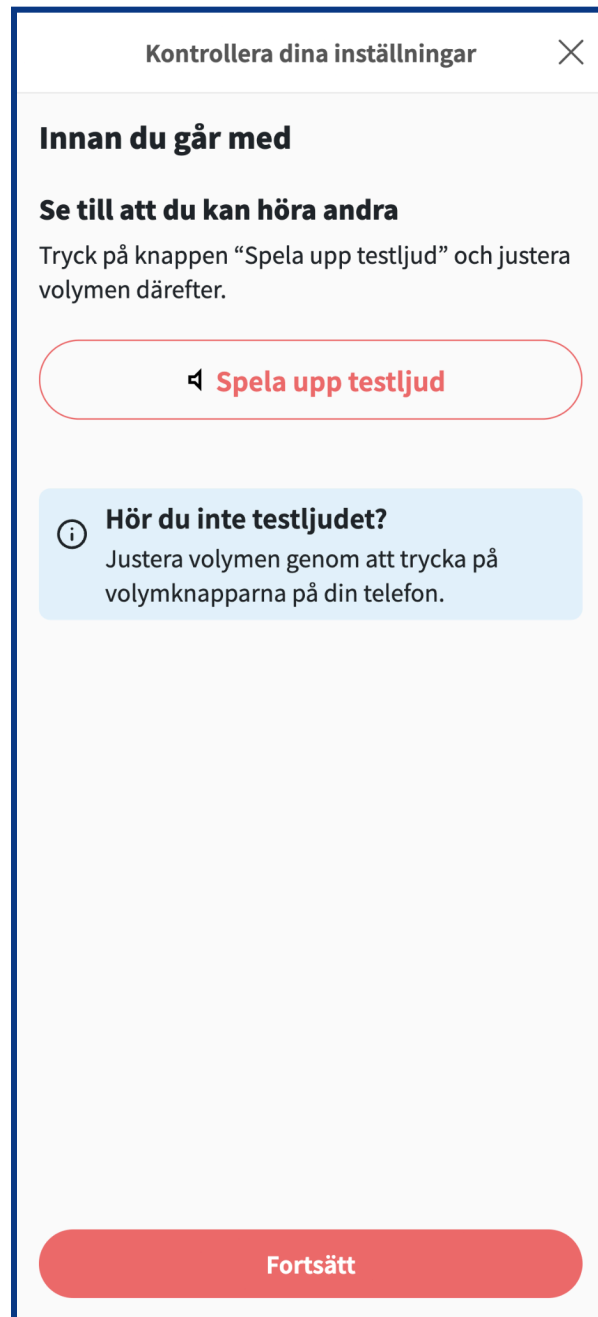 Kontrollera dina inställningar
Innan du går med
Se till att du kan höra andra
Tryck på knappen “Spela upp testljud” och justera
volymen därefter.
Spela upp testljud
Hör du inte testljudet?
Justera volymen genom att trycka på
volymknapparna på din telefon.
Fortsätt